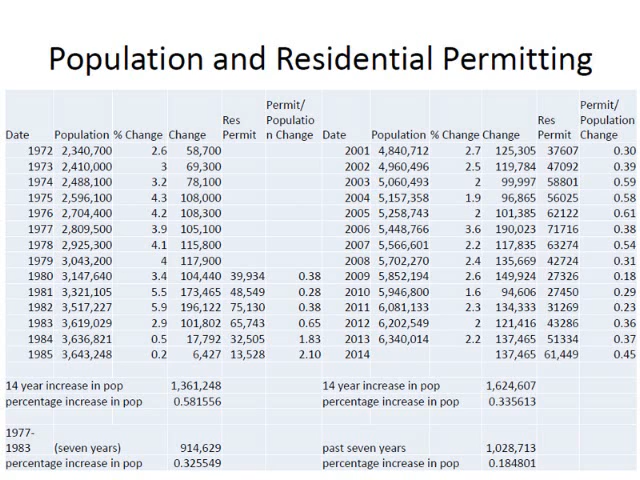 Population and Residential Permitting
Permit/ Permit/
Res Populatio Res Population
Date Population % Change Change Permit n Change Date Population % Change Change Permit Change
1972 2,340,700 2.6 58,700 2001 4,840,712 2.7 125,305 37607 0.30
1973 2,410,000 3 69,300 2002 4,960,496 2.5 119,784 47092 0.39
1974 2,488,100 3.2 78,100 2003 5,060,493 2 99,997 58801 0.59
1975 2,596,100 4.3 108,000 2004 5,157,358 1.9 96,865 56025 0.58
1976 2,704,400 4.2 108,300 2005 5,258,743 2 101,385 62122 0.61
1977 2,809,500 3.9 105,100 2006 5,448,766 3.6 190,023 71716 0.38
1978 2,925,300 4.1 115,800 2007 5,566,601 2.2 117,835 63274 0.54
1979 3,043,200 4 117,900 2008 5,702,270 2.4 135,669 42724 0.31
1980 3,147,640 3.4 104,440 39,934 0.38 2009 5,852,194 2.6 149,924 27326 0.18
1981 3,321,105 5.5 173,465 48,549 0.28 2010 5,946,800 1.6 94,606 27450 0.29
1982 3,517,227 5.9 196,122 75,130 0.38 2011 6,081,133 2.3 134,333 31269 0.23
1983 3,619,029 2.9 101,802 65,743 0.65 2012 6,202,549 2 121,416 43286 0.36
1984 3,636,821 0.5 17,792 32,505 1.83 2013 6,340,014 2.2 137,465 51334 0.37
1985 3,643,248 0.2 6,427 13,528 2.10 2014 137,465 61,449 0.45
14 year increase in pop 1,361,248 14 year increase in pop 1,624,607
percentage increase in pop 0.581556 percentage increase in pop 0.335613
1977-
1983 (seven years) 914,629 past seven years 1,028,713
percentage increase in pop 0.325549 percentage increase in pop 0.184801